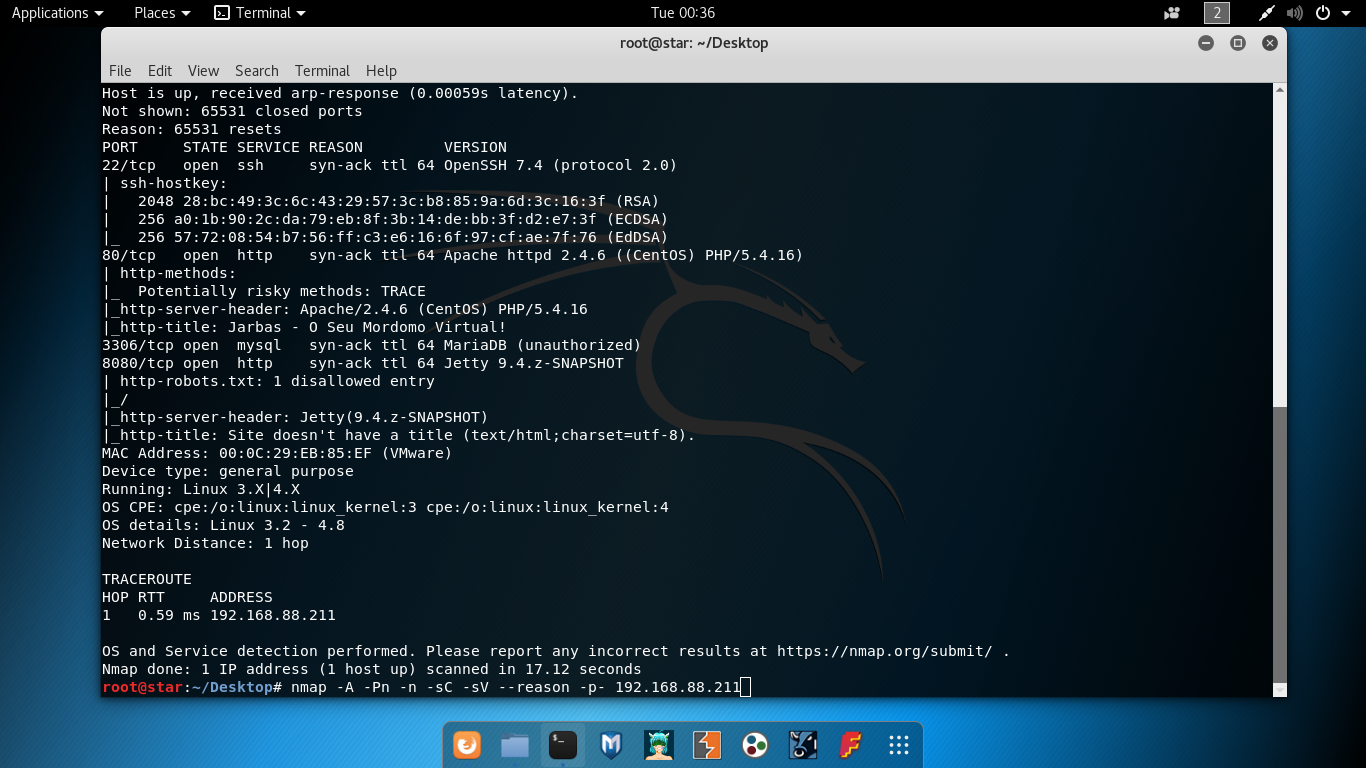 Applications Places Terminal Tue 00:36 2
root@star: ~/Desktop
File Edit View Search Terminal Help
Host is up, received arp-response (0.00059s latency).
Not shown: 65531 closed ports
Reason: 65531 resets
PORT     STATE SERVICE REASON         VERSION
22/tcp   open  ssh     syn-ack ttl 64 OpenSSH 7.4 (protocol 2.0)
| ssh-hostkey:
|   2048 28:bc:49:3c:6c:43:29:57:3c:b8:85:9a:6d:3c:16:3f (RSA)
|   256 a0:1b:90:2c:da:79:eb:8f:3b:14:de:bb:3f:d2:e7:3f (ECDSA)
|_  256 57:72:08:54:b7:56:ff:c3:e6:16:6f:97:cf:ae:7f:76 (EdDSA)
80/tcp   open  http    syn-ack ttl 64 Apache httpd 2.4.6 ((CentOS) PHP/5.4.16)
| http-methods:
|_  Potentially risky methods: TRACE
|_http-server-header: Apache/2.4.6 (CentOS) PHP/5.4.16
|_http-title: Jarbas - O Seu Mordomo Virtual!
3306/tcp open  mysql   syn-ack ttl 64 MariaDB (unauthorized)
8080/tcp open  http    syn-ack ttl 64 Jetty 9.4.z-SNAPSHOT
| http-robots.txt: 1 disallowed entry
|_/
|_http-server-header: Jetty(9.4.z-SNAPSHOT)
|_http-title: Site doesn't have a title (text/html;charset=utf-8).
MAC Address: 00:0C:29:EB:85:EF (VMware)
Device type: general purpose
Running: Linux 3.X|4.X
OS CPE: cpe:/o:linux:linux_kernel:3 cpe:/o:linux:linux_kernel:4
OS details: Linux 3.2 - 4.8
Network Distance: 1 hop
TRACEROUTE
HOP RTT     ADDRESS
1   0.59 ms 192.168.88.211
OS and Service detection performed. Please report any incorrect results at https://nmap.org/submit/ .
Nmap done: 1 IP address (1 host up) scanned in 17.12 seconds
root@star:~/Desktop# nmap -A -Pn -n -sC -sV --reason -p- 192.168.88.211